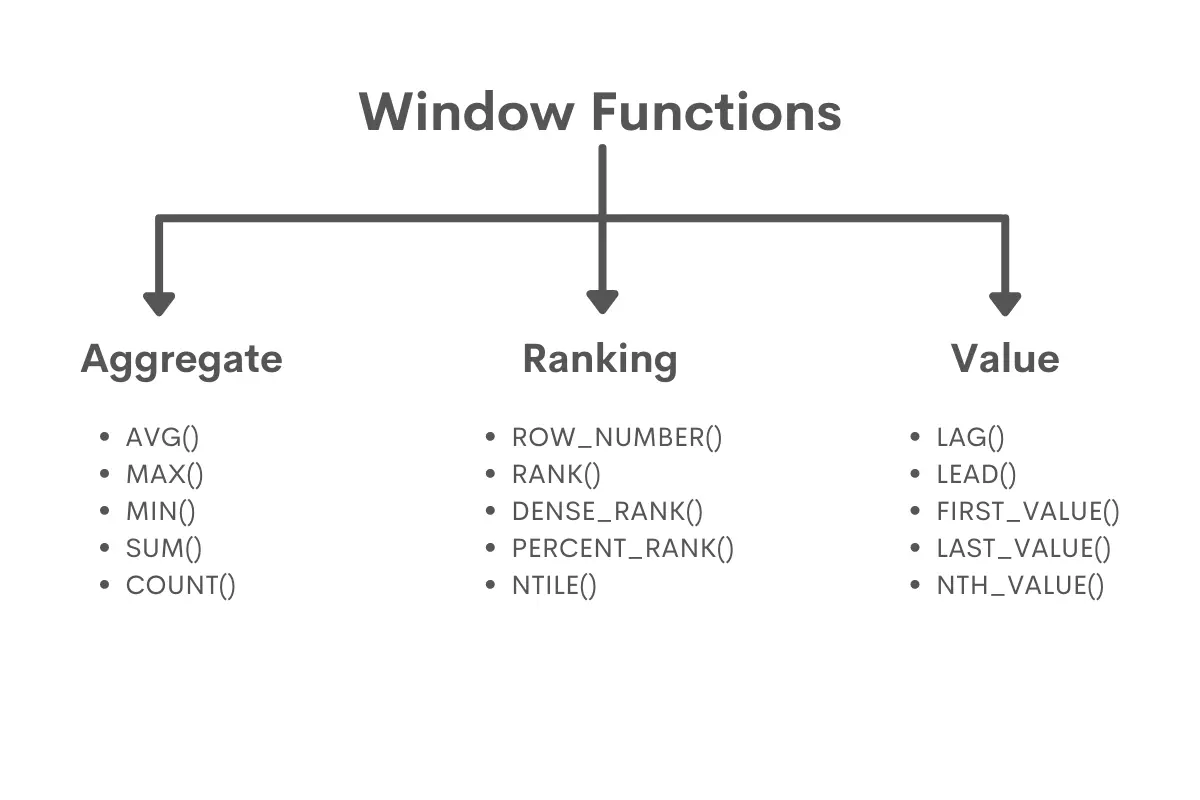 Window Functions
Aggregate
• AVG()
• MAX()
• MIN()
• SUM()
• COUNT()
Ranking
• ROW_NUMBER()
• RANK()
• DENSE_RANK()
• PERCENT_RANK()
• NTILE()
Value
• LAG()
• LEAD()
• FIRST_VALUE()
• LAST_VALUE()
• NTH_VALUE()